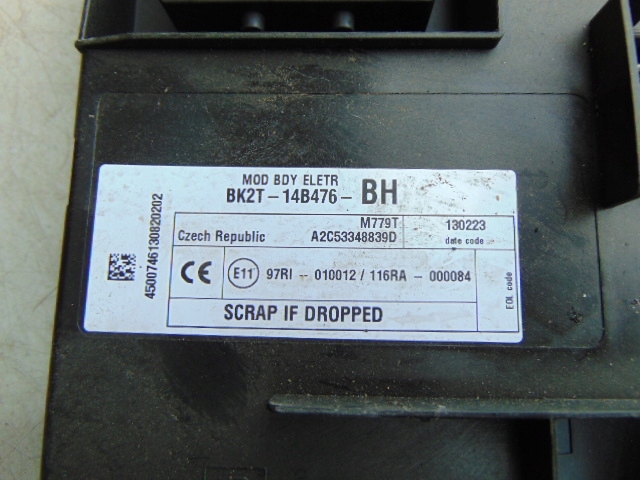 MOD BDY ELETR
BK2T-14B476-BH
M779T
Czech Republic A2C53348839D
130223
date code
CE E11 97RI - 010012 / 116RA - 000084
EOL code
SCRAP IF DROPPED
45007461308202O2